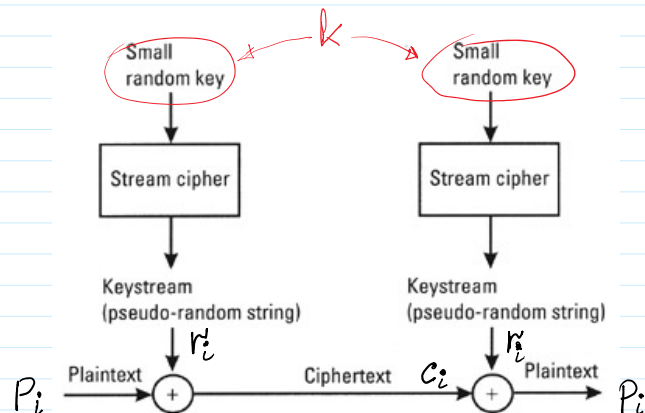 k
Small
random key
Small
random key
Stream cipher
Stream cipher
Keystream
(pseudo-random string)
Keystream
(pseudo-random string)
ri
ri
Pi
Plaintext
+
Ciphertext
Ci
+
Plaintext
Pi